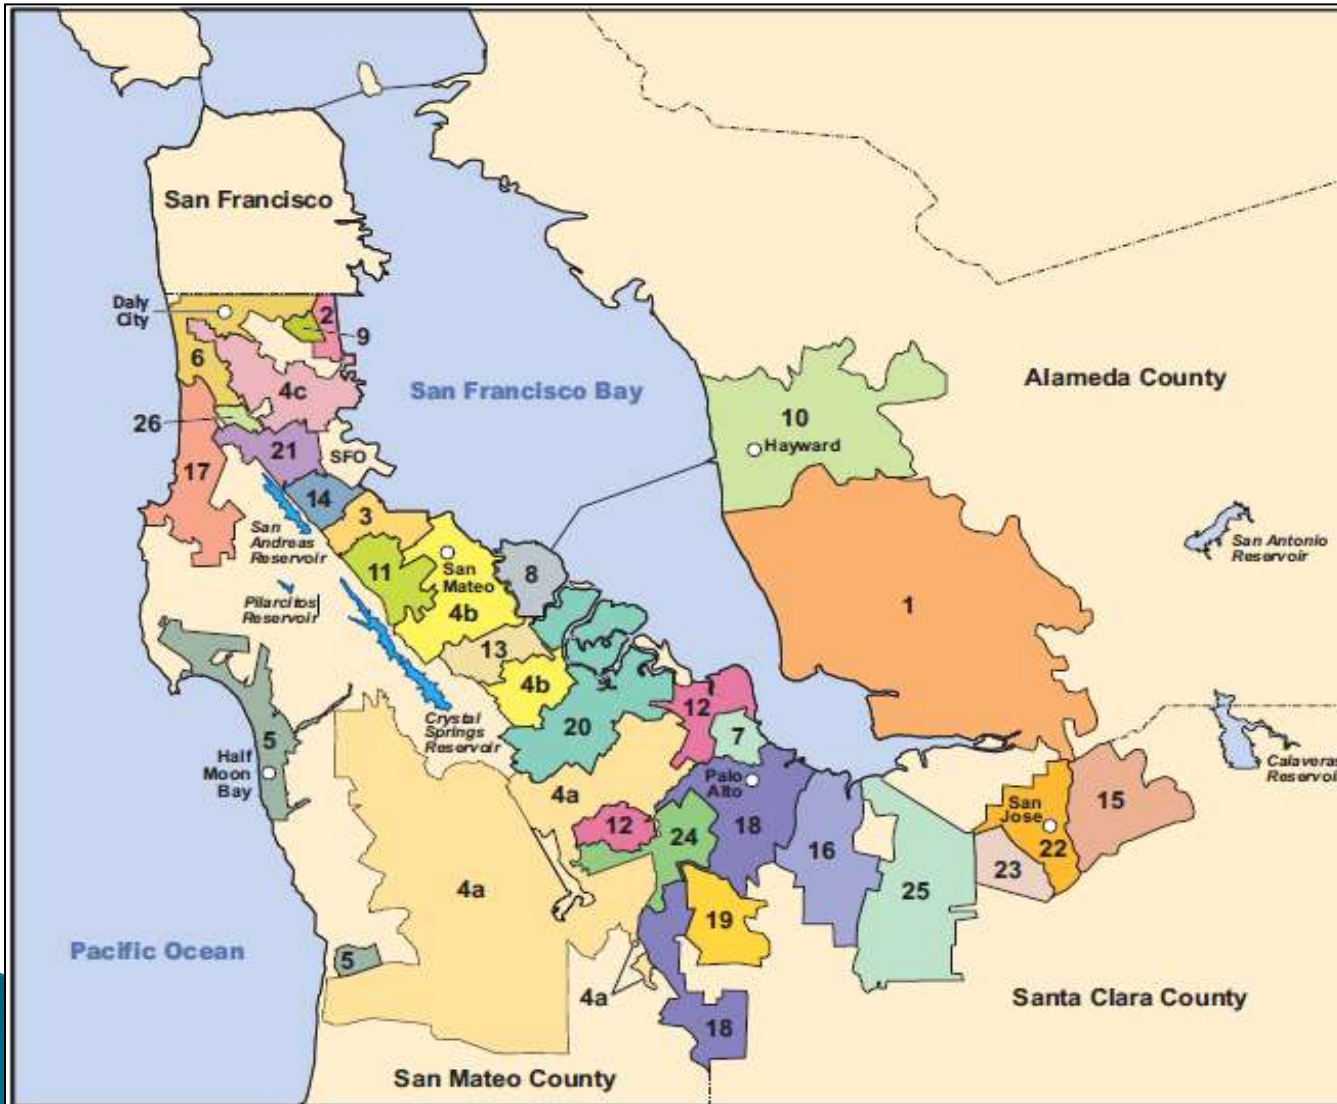 San Francisco
Daly
City
2
9
6
San Francisco Bay
4c
Alameda County
26
10
Hayward
21
SFO
17
14
3
San
Andreas
Reservoir
San Antonio
Reservoir
11
San
Mateo
8
Pilarcitos
Reservoir
4b
1
13
4b
12
Crystal
Springs
Reservoir
20
7
5
Half
Moon
Bay
Calaveras
Reservoir
4a
Palo
Alto
San
Jose
15
12
24
18
16
22
23
4a
25
19
Pacific Ocean
5
4a
Santa Clara County
18
San Mateo County